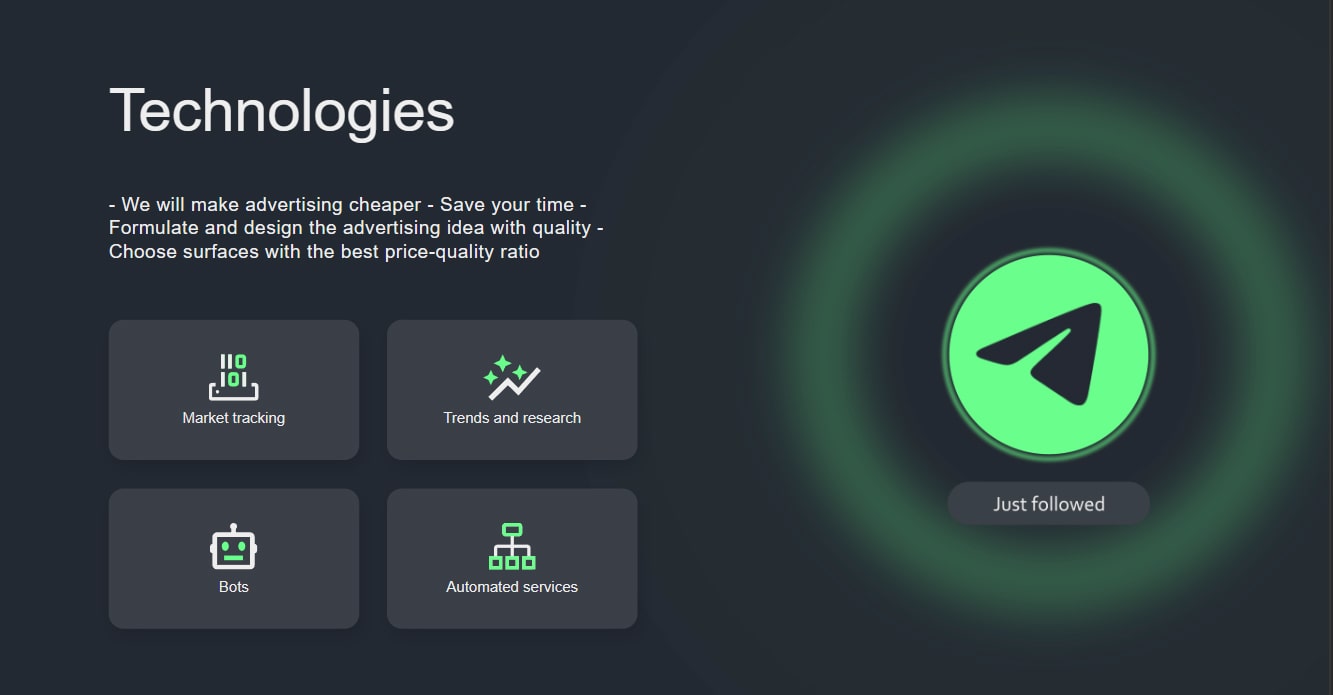 Technologies
- We will make advertising cheaper - Save your time -
Formulate and design the advertising idea with quality -
Choose surfaces with the best price-quality ratio
Market tracking
Trends and research
Bots
Automated services
Just followed